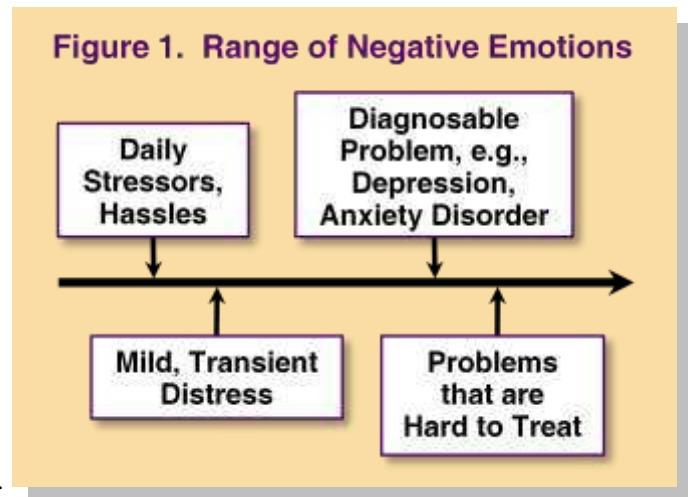 Figure 1. Range of Negative Emotions
Daily
Stressors,
Hassles
Diagnosable
Problem, e.g.,
Depression,
Anxiety Disorder
Mild, Transient
Distress
Problems
that are
Hard to Treat